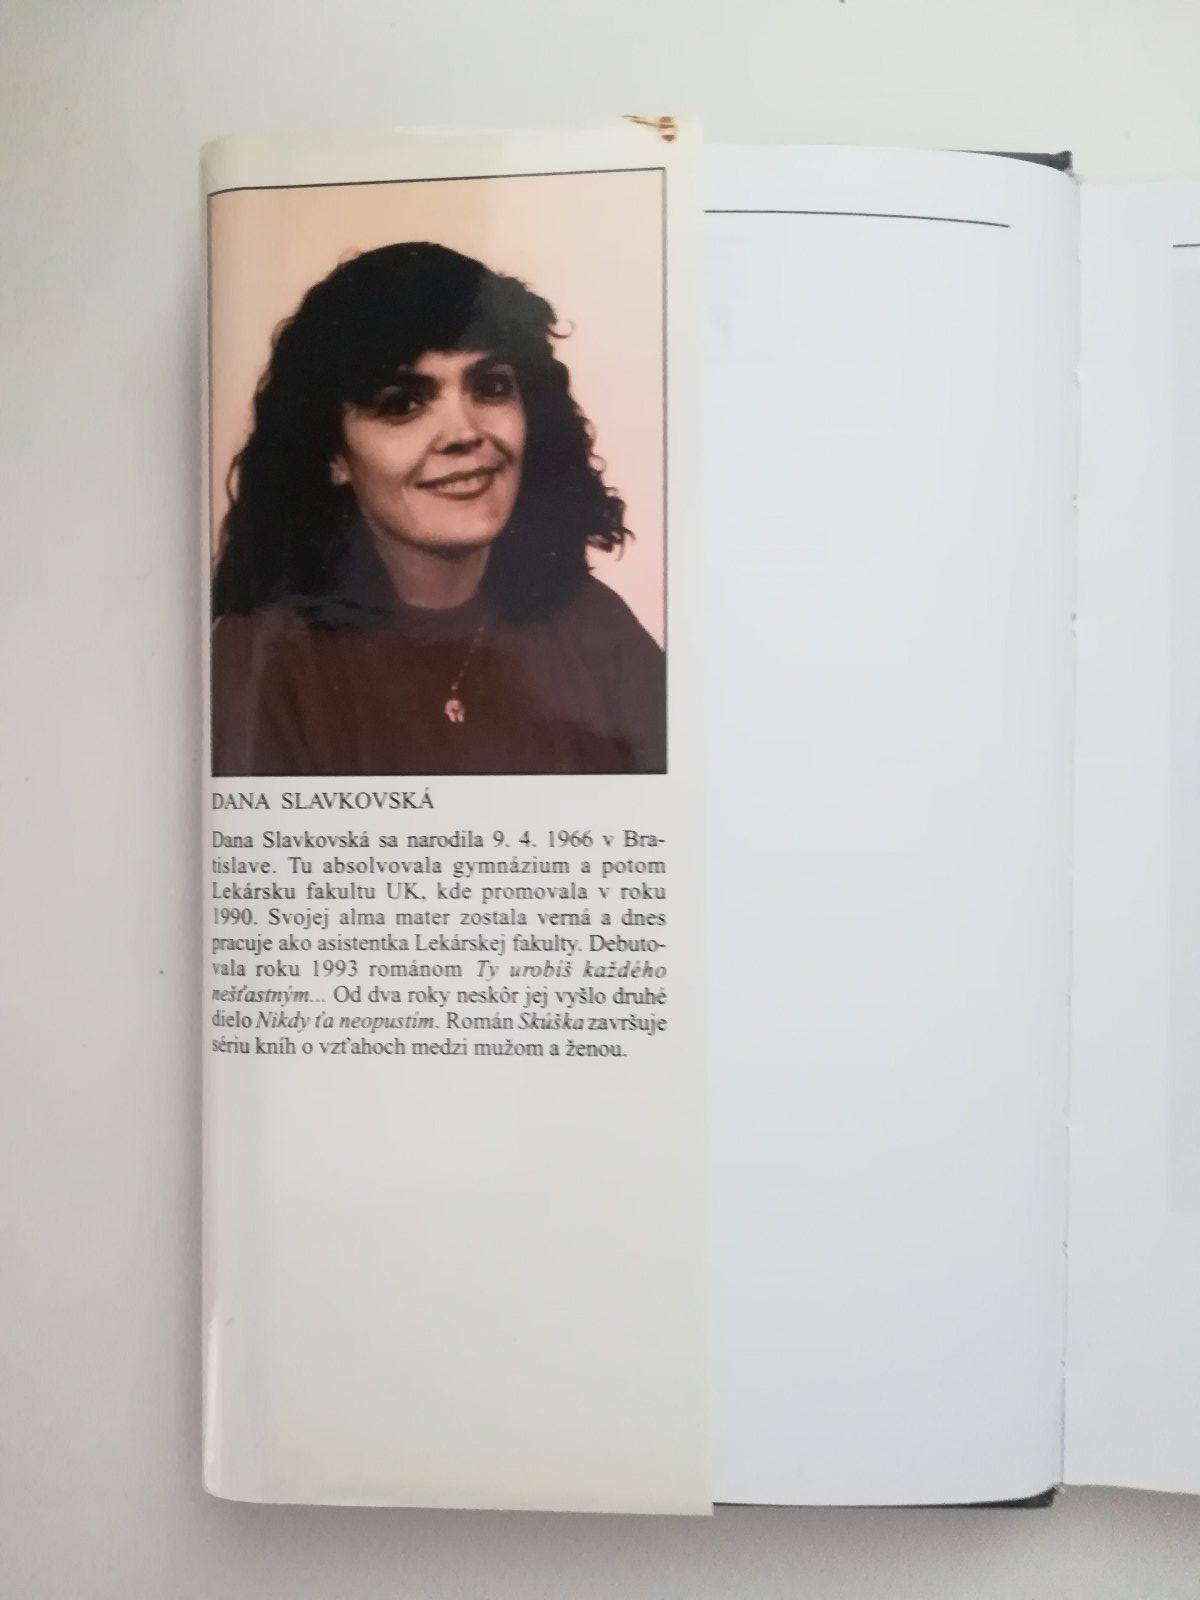 DANA SLAVKOVSKÁ
Dana Slavkovská sa narodila 9. 4. 1966 v Bra-
tislave. Tu absolvovala gymnázium a potom
Lekársku fakultu UK, kde promovala v roku
1990. Svojej alma mater zostala verná a dnes
pracuje ako asistentka Lekárskej fakulty. Debuto-
vala roku 1993 románom Ty urobíš každého
nešťastným... Od dva roky neskôr jej vyšlo druhé
dielo Nikdy ťa neopustím. Román Skúška završuje
sériu kníh o vzťahoch medzi mužom a ženou.